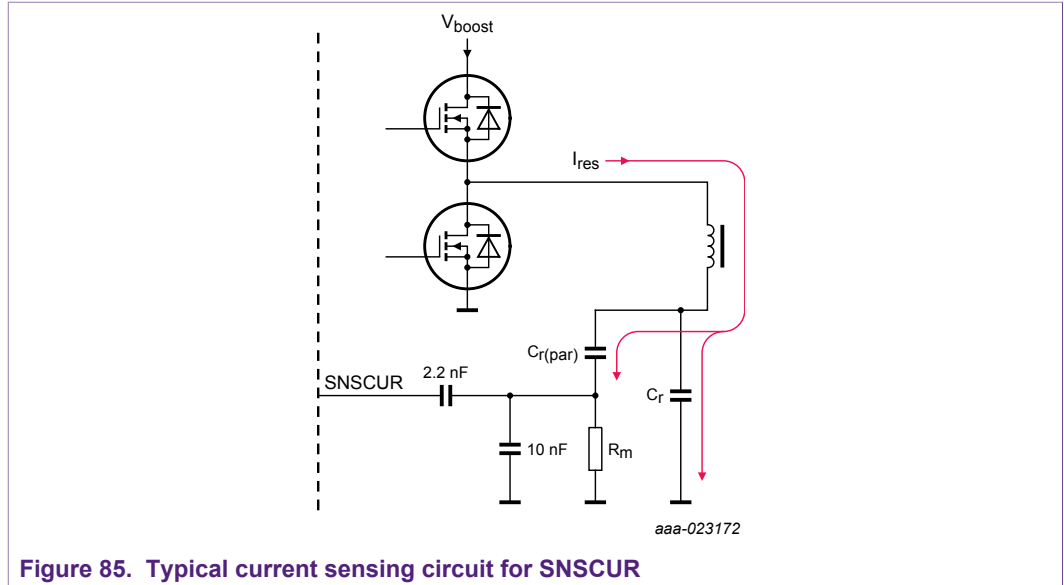 Vboost
Ires
Cr(par)
2.2 nF
SNSCUR
Cr
10 nF
Rm
aaa-023172
Figure 85. Typical current sensing circuit for SNSCUR